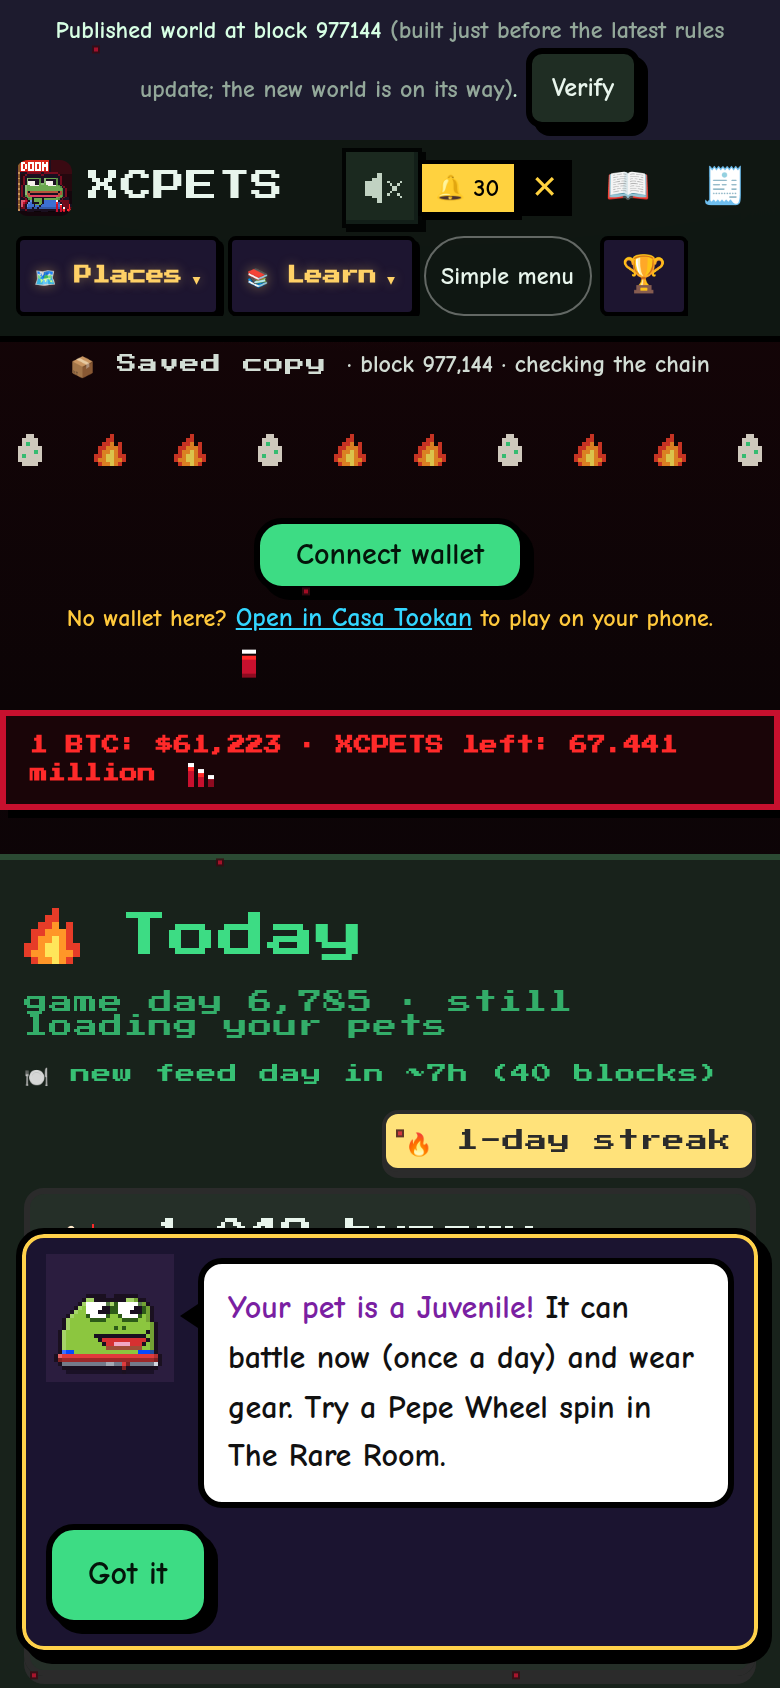 Published world at block 977144 (built just before the latest rules
update; the new world is on its way). Verify
DOOM
XCPETS
30
Places
Learn
Simple menu
Saved copy · block 977,144 · checking the chain
Connect wallet
No wallet here? Open in Casa Tookan to play on your phone.
1 BTC: $61,223 · XCPETS left: 67.441
million
Today
game day 6,785 · still
loading your pets
new feed day in ~7h (40 blocks)
1-day streak
Your pet is a Juvenile! It can
battle now (once a day) and wear
gear. Try a Pepe Wheel spin in
The Rare Room.
Got it